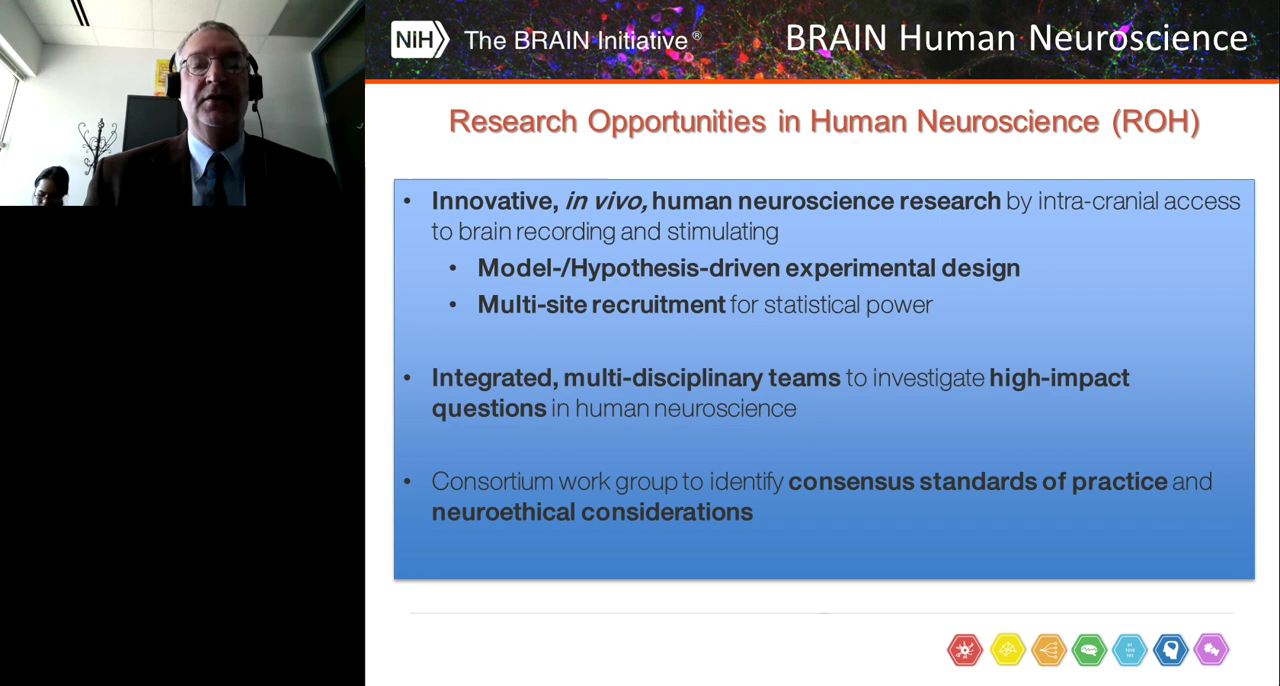 NIH The BRAIN Initiative® BRAIN Human Neuroscience
Research Opportunities in Human Neuroscience (ROH)
• Innovative, in vivo, human neuroscience research by intra-cranial access
to brain recording and stimulating
• Model-/Hypothesis-driven experimental design
• Multi-site recruitment for statistical power
• Integrated, multi-disciplinary teams to investigate high-impact
questions in human neuroscience
• Consortium work group to identify consensus standards of practice and
neuroethical considerations